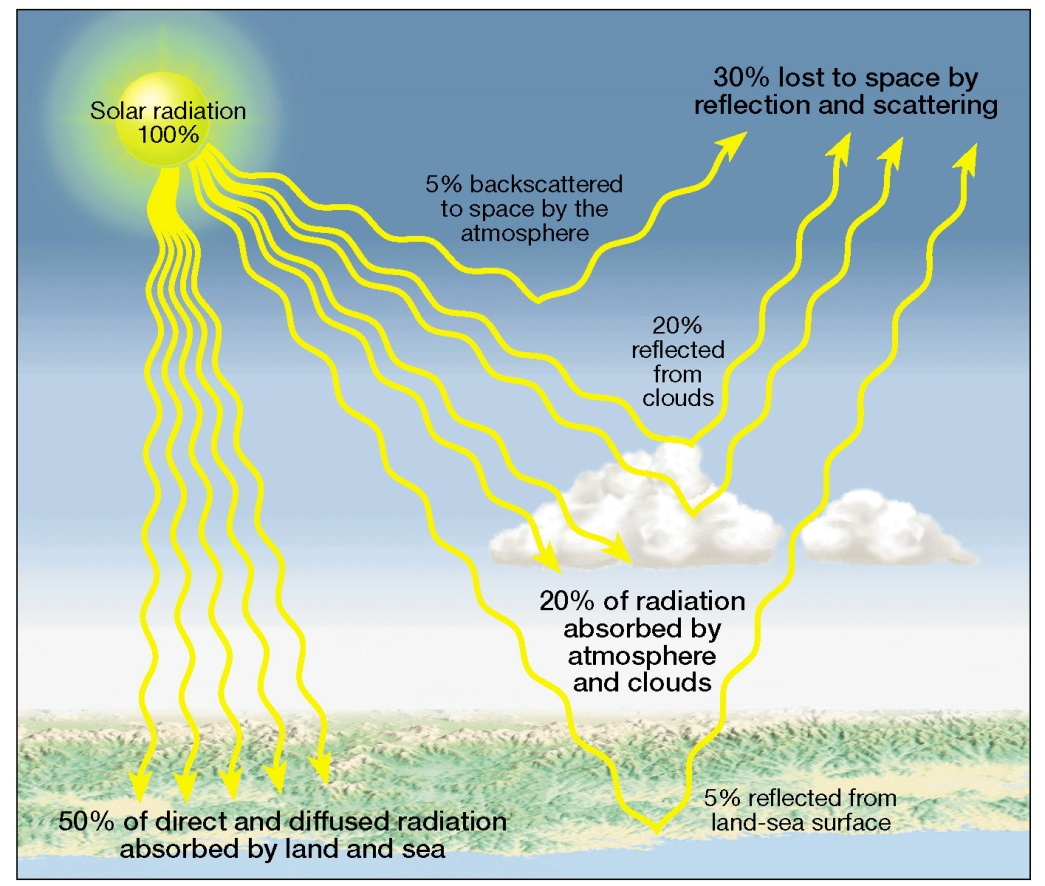 Solar radiation
100%
30% lost to space by
reflection and scattering
5% backscattered
to space by the
atmosphere
20%
reflected
from
clouds
20% of radiation
absorbed by
atmosphere
and clouds
5% reflected from
land-sea surface
50% of direct and diffused radiation
absorbed by land and sea